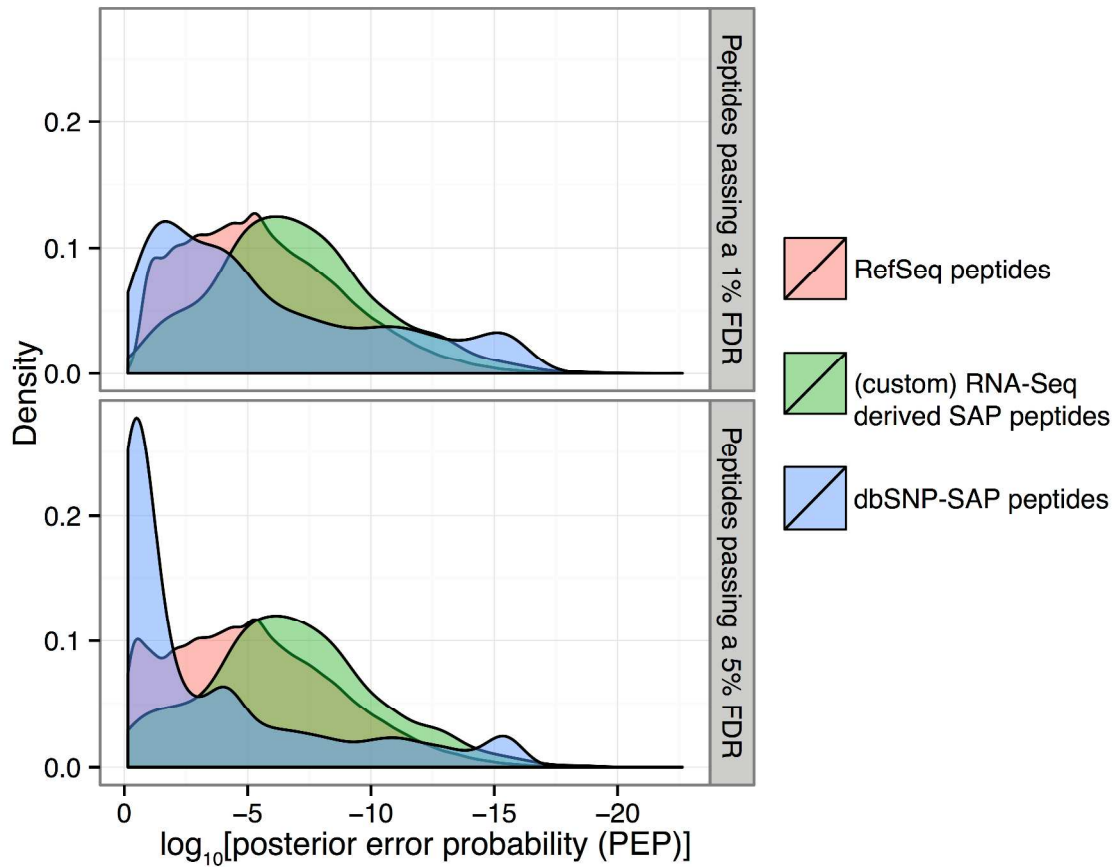 Density
0.2
0.1
0.0
Peptides passing a 1% FDR
0.2
0.1
0.0
Peptides passing a 5% FDR
0
−5
−10
−15
−20
log₁₀[posterior error probability (PEP)]
RefSeq peptides
(custom) RNA-Seq
derived SAP peptides
dbSNP-SAP peptides